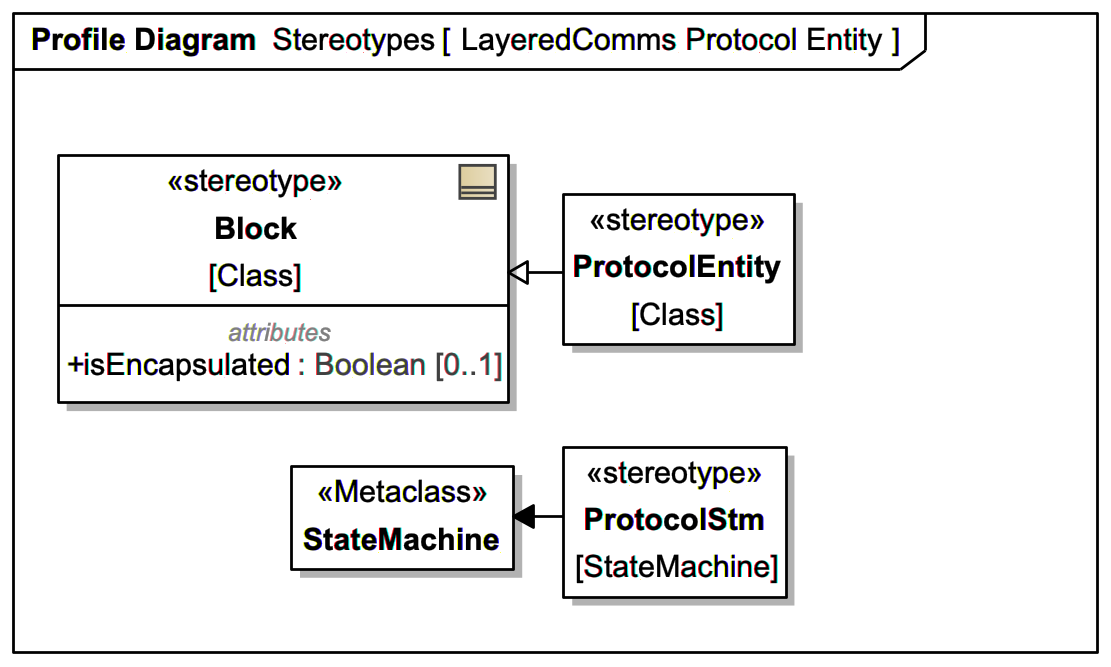 Profile Diagram Stereotypes [ LayeredComms Protocol Entity ]
«stereotype»
Block
[Class]
attributes
+isEncapsulated : Boolean [0..1]
«stereotype»
ProtocolEntity
[Class]
«Metaclass»
StateMachine
«stereotype»
ProtocolStm
[StateMachine]